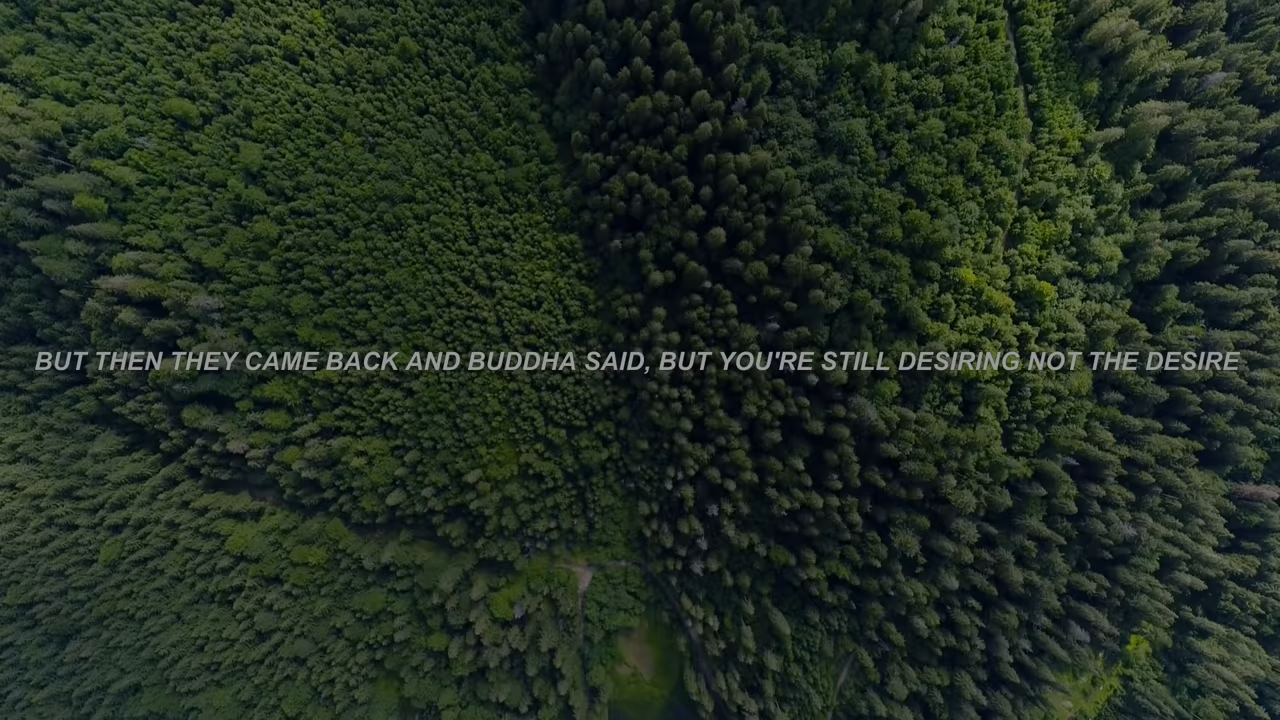 BUT THEN THEY CAME BACK AND BUDDHA SAID, BUT YOU'RE STILL DESIRING NOT THE DESIRE